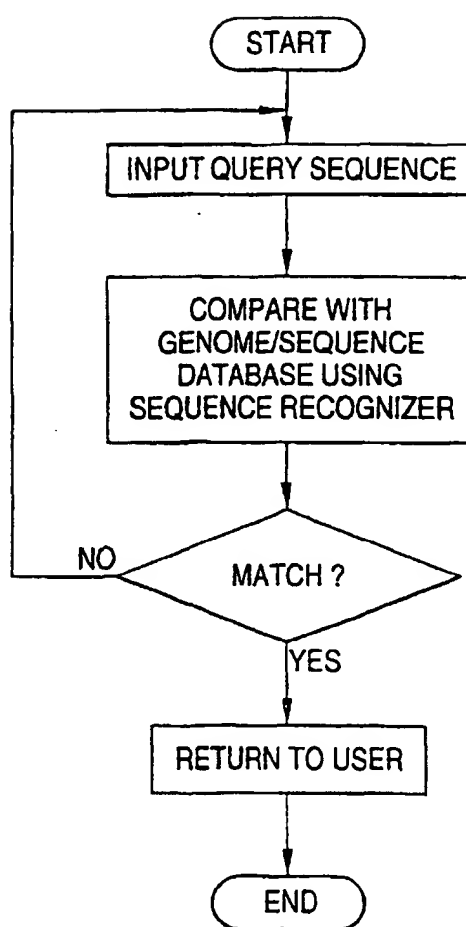 START
INPUT QUERY SEQUENCE
COMPARE WITH
GENOME/SEQUENCE
DATABASE USING
SEQUENCE RECOGNIZER
MATCH ?
NO
YES
RETURN TO USER
END